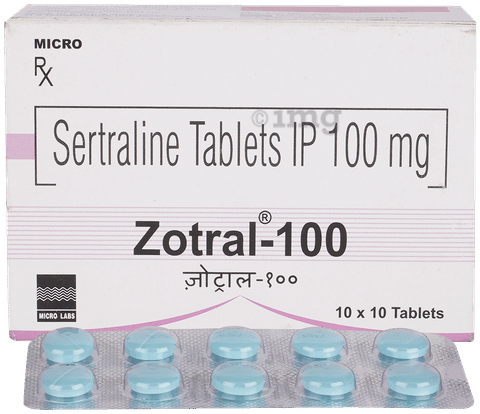 MICRO
Rx
Sertraline Tablets IP 100 mg
© 1mg
Zotral®-100
ज़ोट्राल-१००
MICRO LABS
10 x 10 Tablets